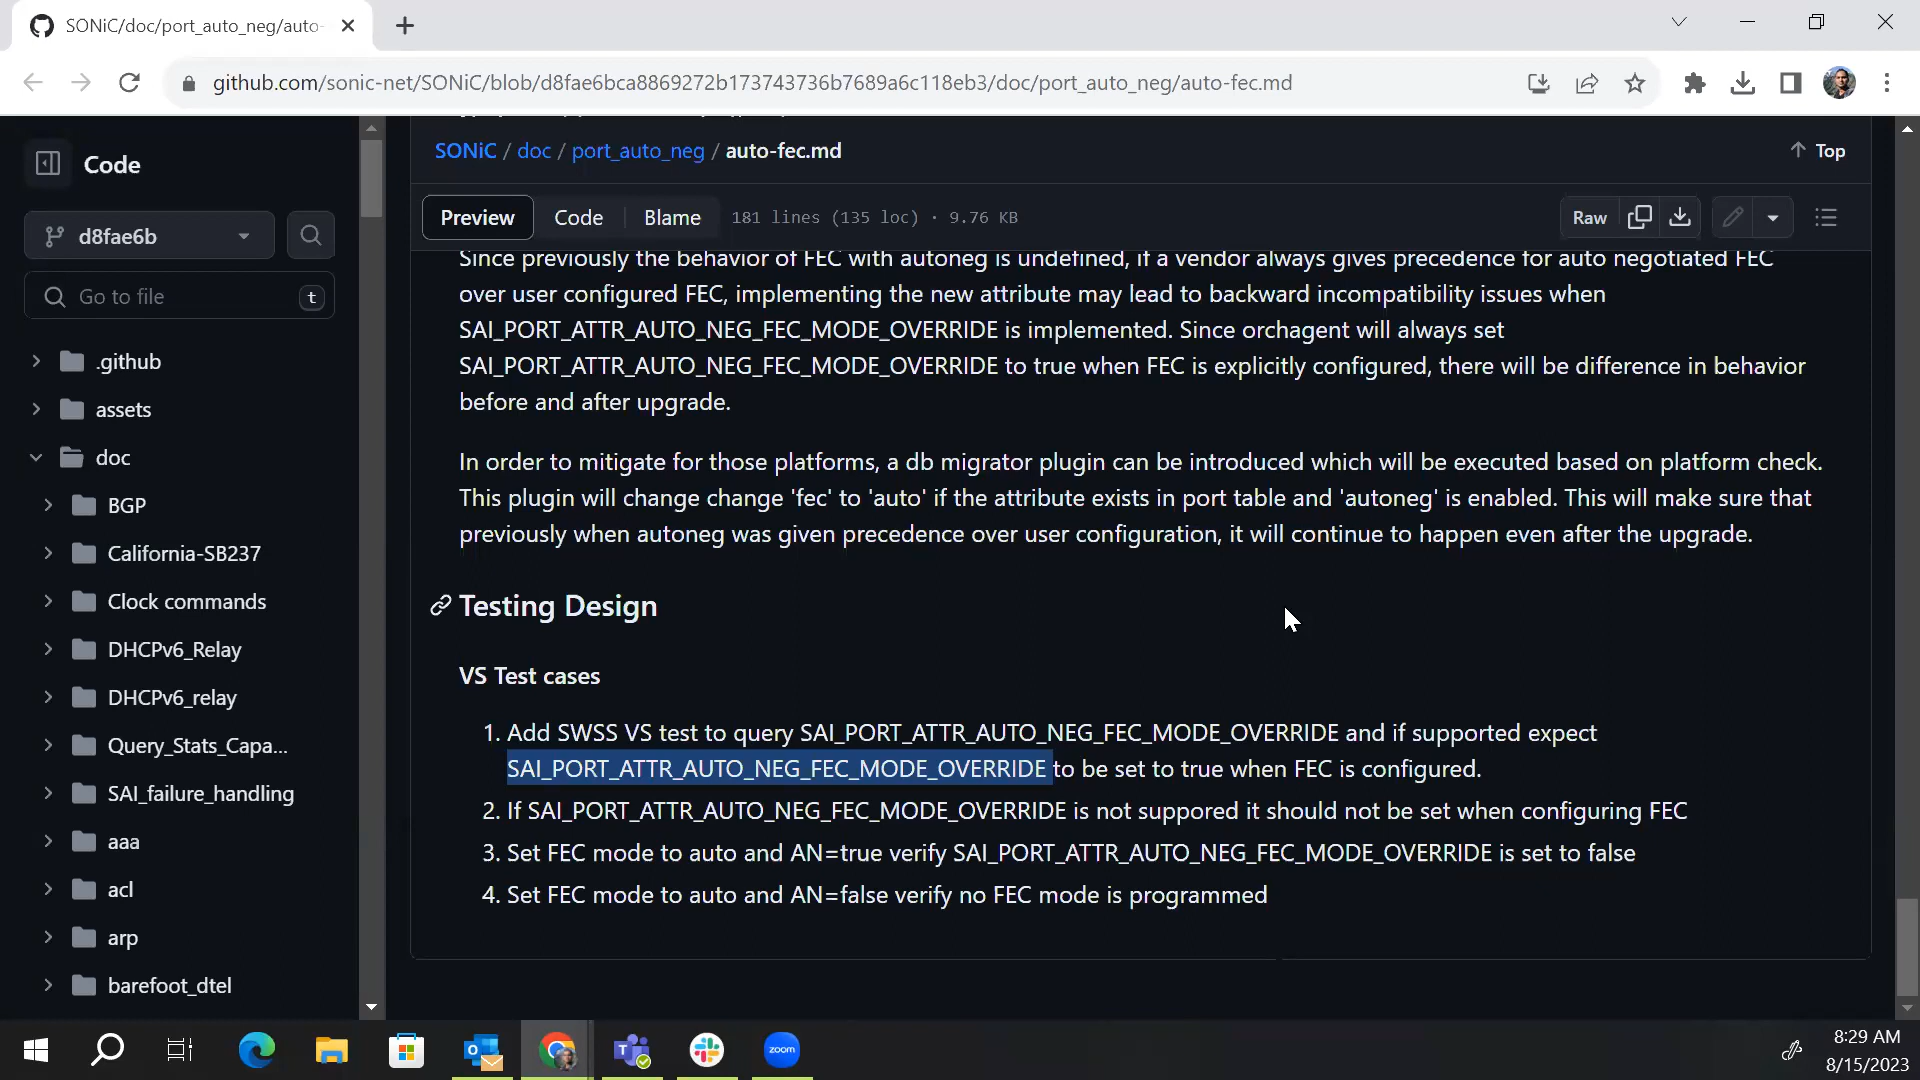 SONiC/doc/port_auto_neg/auto-
github.com/sonic-net/SONiC/blob/d8fae6bca8869272b173743736b7689a6c118eb3/doc/port_auto_neg/auto-fec.md
Code
SONiC / doc / port_auto_neg / auto-fec.md
Top
d8fae6b
Preview Code Blame 181 lines (135 loc) · 9.76 KB
Raw
Go to file t
.github
assets
doc
BGP
California-SB237
Clock commands
DHCPv6_Relay
DHCPv6_relay
Query_Stats_Capa...
SAI_failure_handling
aaa
acl
arp
barefoot_dtel
Since previously the behavior of FEC with autoneg is undefined, if a vendor always gives precedence for auto negotiated FEC
over user configured FEC, implementing the new attribute may lead to backward incompatibility issues when
SAI_PORT_ATTR_AUTO_NEG_FEC_MODE_OVERRIDE is implemented. Since orchagent will always set
SAI_PORT_ATTR_AUTO_NEG_FEC_MODE_OVERRIDE to true when FEC is explicitly configured, there will be difference in behavior
before and after upgrade.
In order to mitigate for those platforms, a db migrator plugin can be introduced which will be executed based on platform check.
This plugin will change change 'fec' to 'auto' if the attribute exists in port table and 'autoneg' is enabled. This will make sure that
previously when autoneg was given precedence over user configuration, it will continue to happen even after the upgrade.
Testing Design
VS Test cases
1. Add SWSS VS test to query SAI_PORT_ATTR_AUTO_NEG_FEC_MODE_OVERRIDE and if supported expect
SAI_PORT_ATTR_AUTO_NEG_FEC_MODE_OVERRIDE to be set to true when FEC is configured.
2. If SAI_PORT_ATTR_AUTO_NEG_FEC_MODE_OVERRIDE is not suppored it should not be set when configuring FEC
3. Set FEC mode to auto and AN=true verify SAI_PORT_ATTR_AUTO_NEG_FEC_MODE_OVERRIDE is set to false
4. Set FEC mode to auto and AN=false verify no FEC mode is programmed
zoom
8:29 AM
8/15/2023